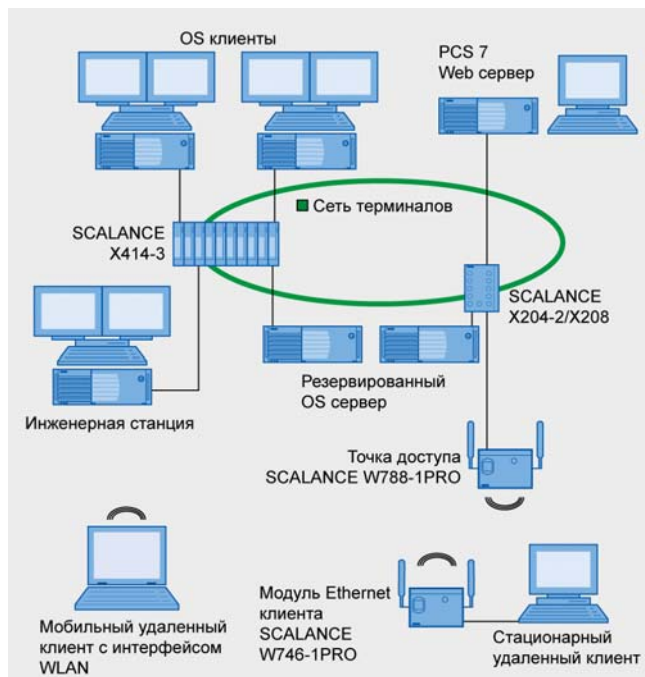 OS клиенты
PCS 7
Web сервер
Сеть терминалов
SCALANCE
X414-3
SCALANCE
X204-2/X208
Резервированный
OS сервер
Инженерная станция
Точка доступа
SCALANCE W788-1PRO
Мобильный удаленный
клиент с интерфейсом
WLAN
Модуль Ethernet
клиента
SCALANCE
W746-1PRO
Стационарный
удаленный клиент